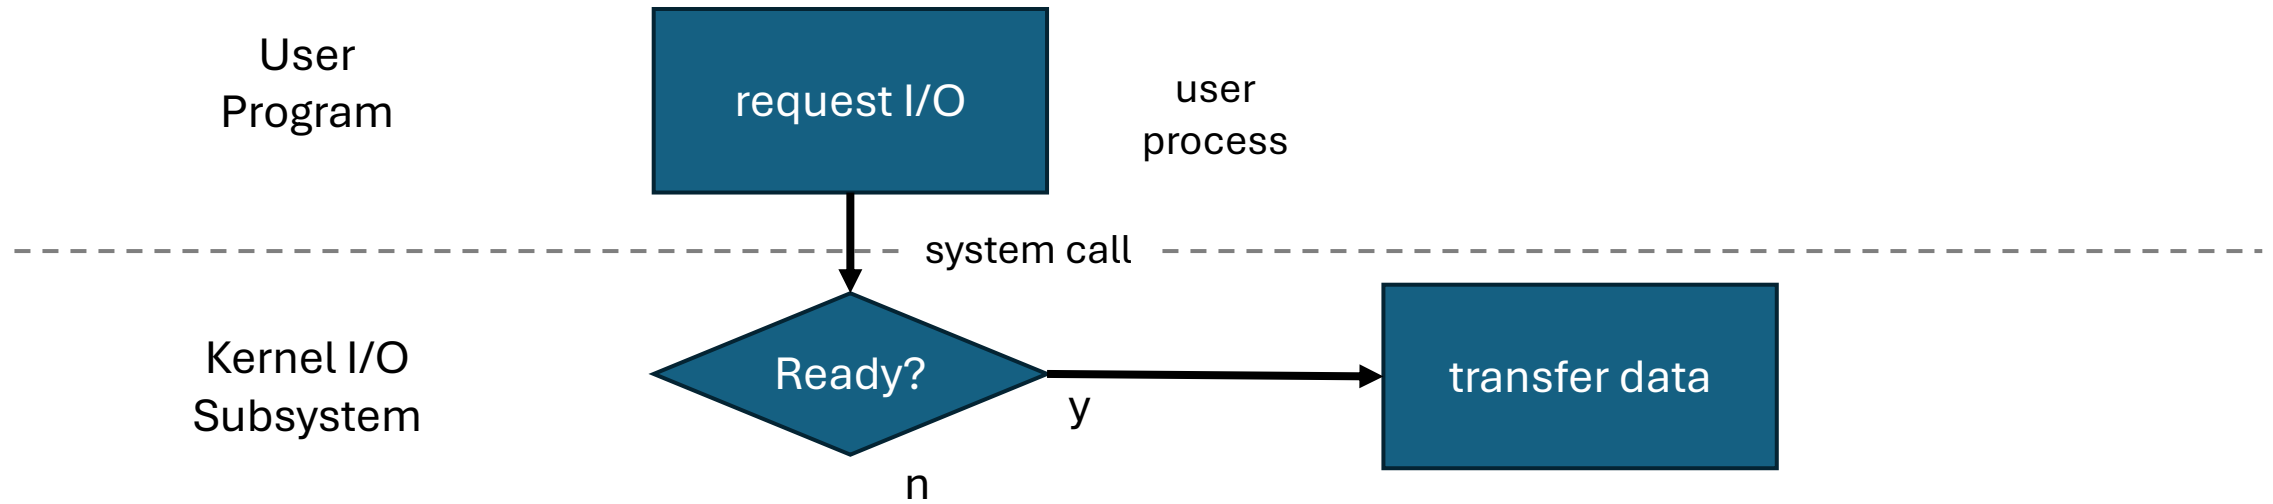 User
Program
request I/O
user
process
system call
Kernel I/O
Subsystem
Ready?
y
transfer data
n